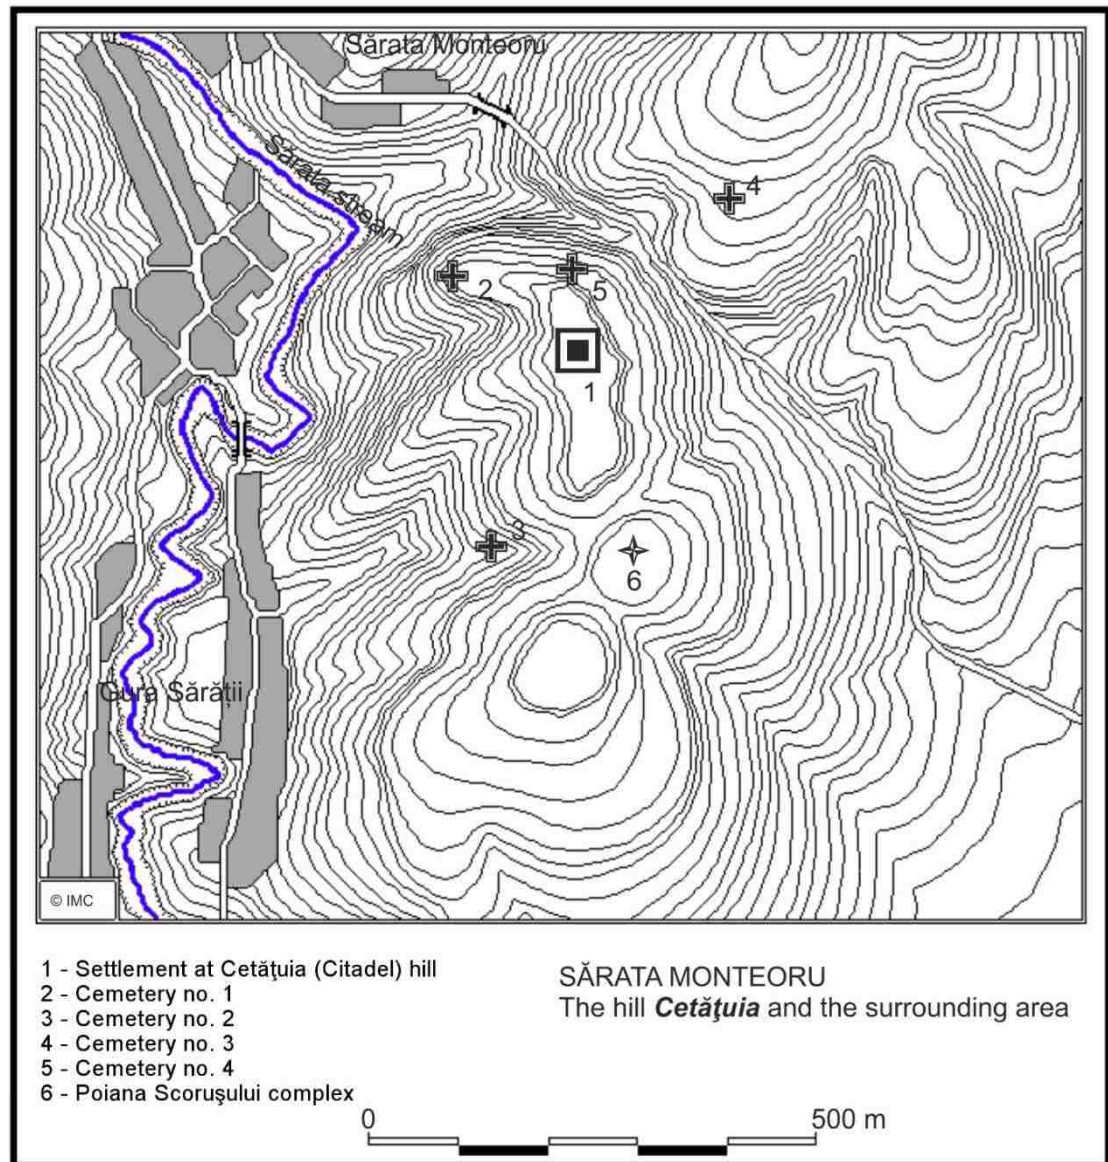 Sărata Monteoru
Sărata stream
4
2
5
1
3
6
Gura Sărății
© IMC
1 - Settlement at Cetăţuia (Citadel) hill
2 - Cemetery no. 1
3 - Cemetery no. 2
4 - Cemetery no. 3
5 - Cemetery no. 4
6 - Poiana Scoruşului complex
SĂRATA MONTEORU
The hill Cetăţuia and the surrounding area
0 500 m